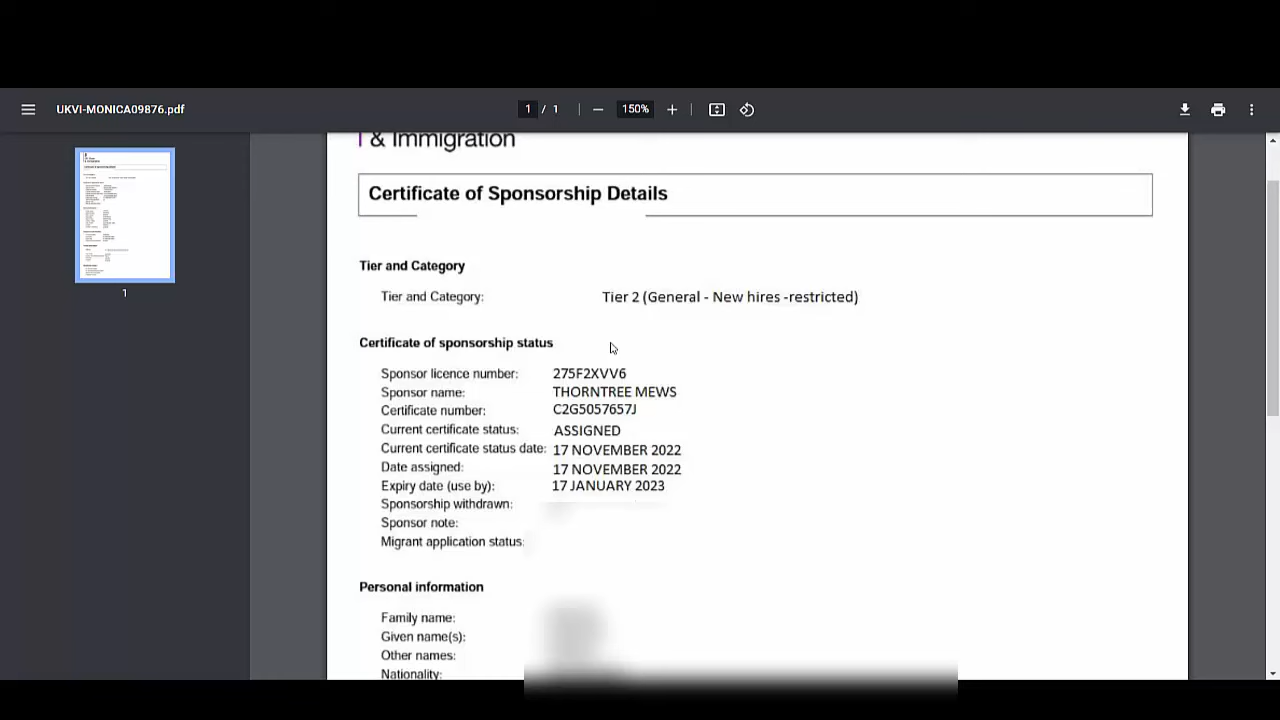 UKVI-MONICA09876.pdf
1 / 1
150%
& Immigration
Certificate of Sponsorship Details
Tier and Category
Tier and Category: Tier 2 (General - New hires -restricted)
Certificate of sponsorship status
Sponsor licence number: 275F2XVV6
Sponsor name: THORNTREE MEWS
Certificate number: C2G5057657J
Current certificate status: ASSIGNED
Current certificate status date: 17 NOVEMBER 2022
Date assigned: 17 NOVEMBER 2022
Expiry date (use by): 17 JANUARY 2023
Sponsorship withdrawn:
Sponsor note:
Migrant application status:
Personal information
Family name:
Given name(s):
Other names:
Nationality:
1